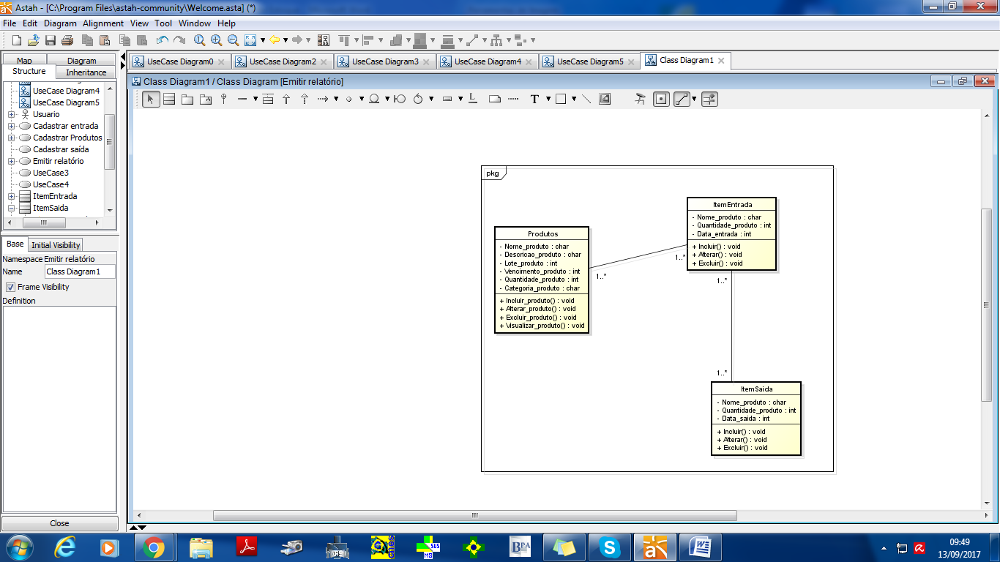 Astah - [C:\Program Files\astah-community\Welcome.asta] (*)
File Edit Diagram Alignment View Tool Window Help
Map Diagram
Structure Inheritance
UseCase Diagram4
UseCase Diagram5
Usuario
Cadastrar entrada
Cadastrar Produtos
Cadastrar saída
Emitir relatório
UseCase3
UseCase4
ItemEntrada
ItemSaida
Base Initial Visibility
Namespace Emitir relatório
Name Class Diagram1
Frame Visibility
Definition
Close
UseCase Diagram0 UseCase Diagram2 UseCase Diagram3 UseCase Diagram4 UseCase Diagram5 Class Diagram1
Class Diagram1 / Class Diagram [Emitir relatório]
T
pkg
Produtos
- Nome_produto : char
- Descricao_produto : char
- Lote_produto : int
- Vencimento_produto : int
- Quantidade_produto : int
- Categoria_produto : char
+ Incluir_produto() : void
+ Alterar_produto() : void
+ Excluir_produto() : void
+ Visualizar_produto() : void
1..*
1..*
ItemEntrada
- Nome_produto : char
- Quantidade_produto : int
- Data_entrada : int
+ Incluir() : void
+ Alterar() : void
+ Excluir() : void
1..*
1..*
ItemSaida
- Nome_produto : char
- Quantidade_produto : int
- Data_saida : int
+ Incluir() : void
+ Alterar() : void
+ Excluir() : void
SUS
MS
BPA
09:49
13/09/2017